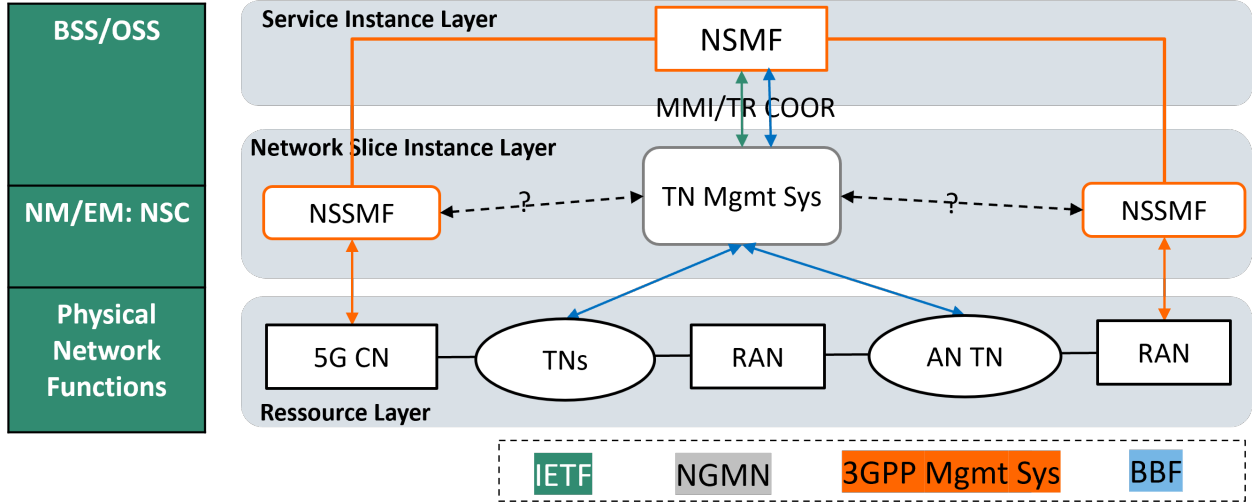 BSS/OSS
NM/EM: NSC
Physical
Network
Functions
Service Instance Layer
NSMF
MMI/TR COOR
Network Slice Instance Layer
NSSMF
?
TN Mgmt Sys
?
NSSMF
5G CN
TNs
RAN
AN TN
RAN
Ressource Layer
IETF
NGMN
3GPP Mgmt Sys
BBF